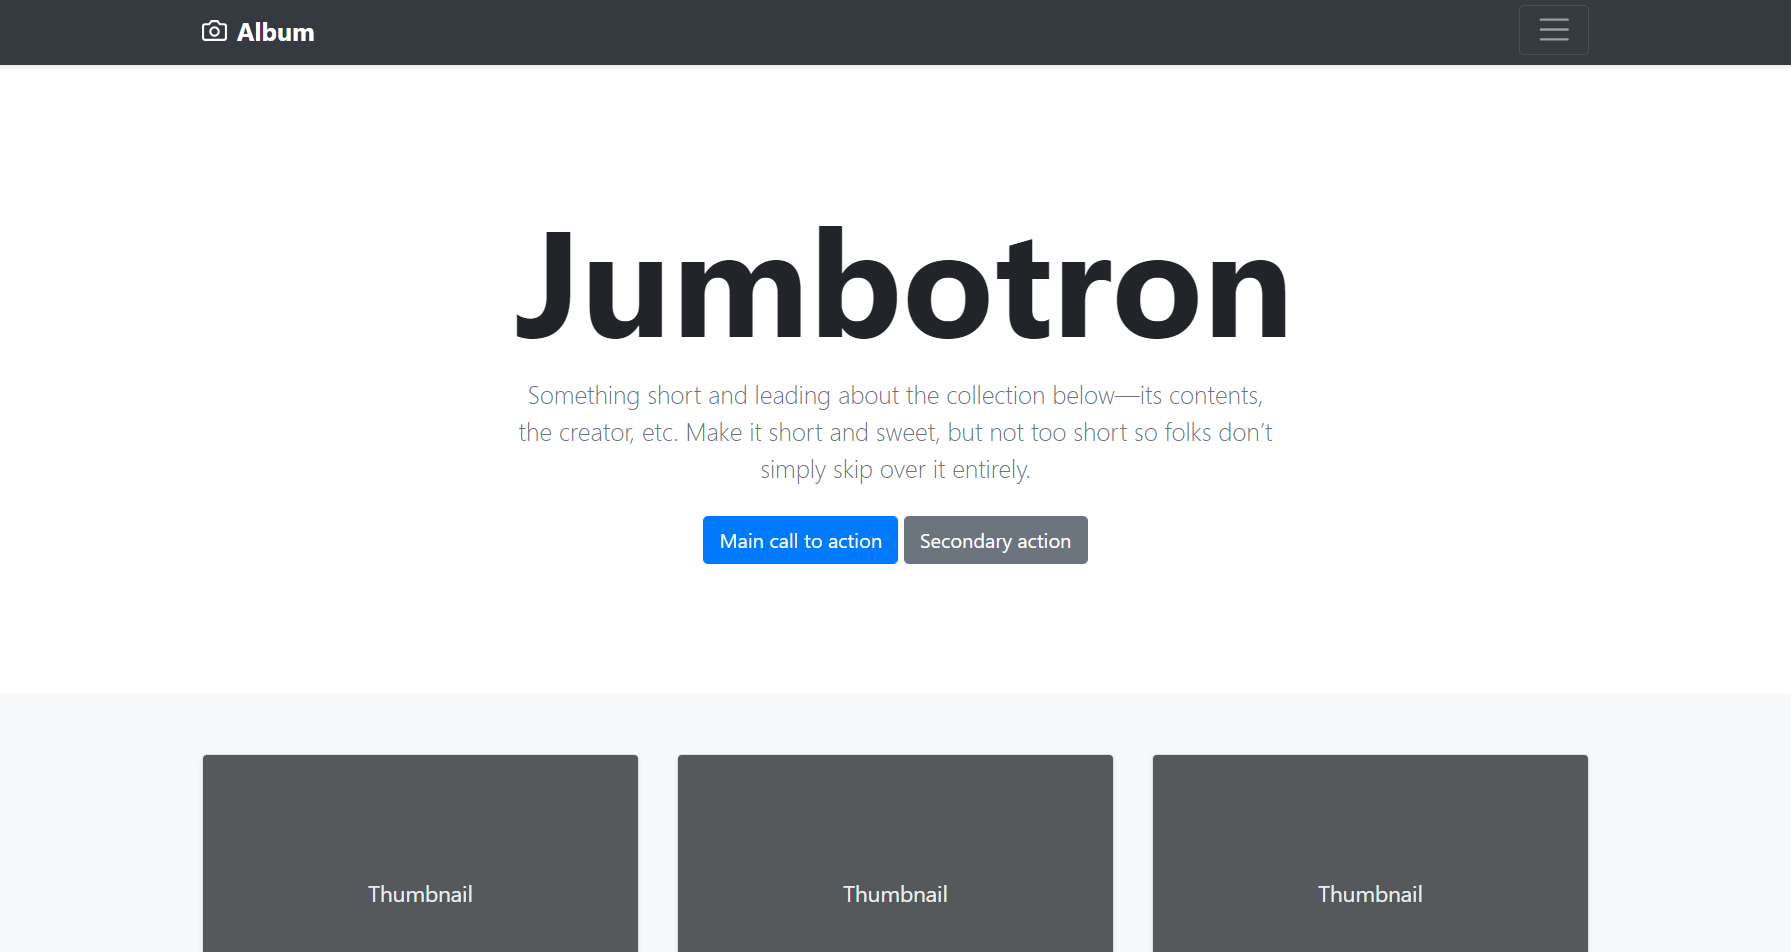 Album
Jumbotron
Something short and leading about the collection below—its contents,
the creator, etc. Make it short and sweet, but not too short so folks don’t
simply skip over it entirely.
Main call to action Secondary action
Thumbnail Thumbnail Thumbnail